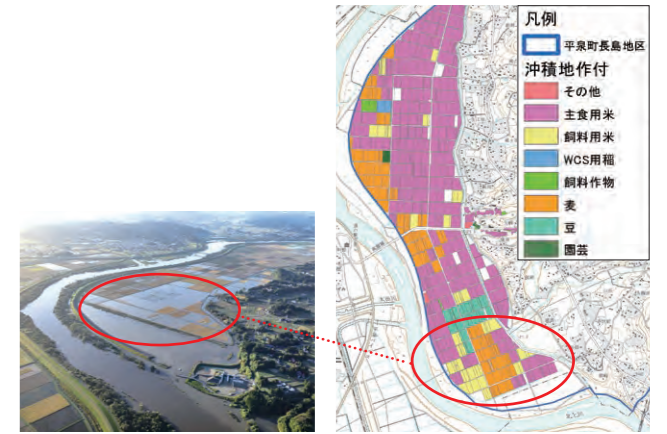 凡例
平泉町長島地区
沖積地作付
その他
主食用米
飼料用米
WCS用稲
飼料作物
麦
豆
園芸